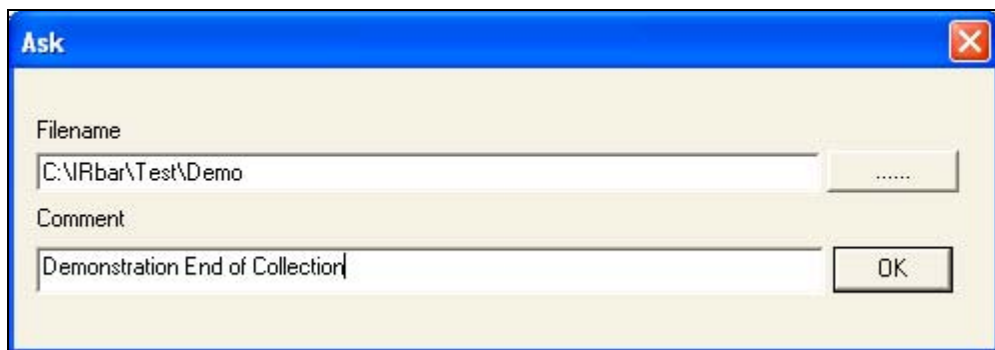 Ask
Filename
C:\IRbar\Test\Demo
......
Comment
Demonstration End of Collection
OK